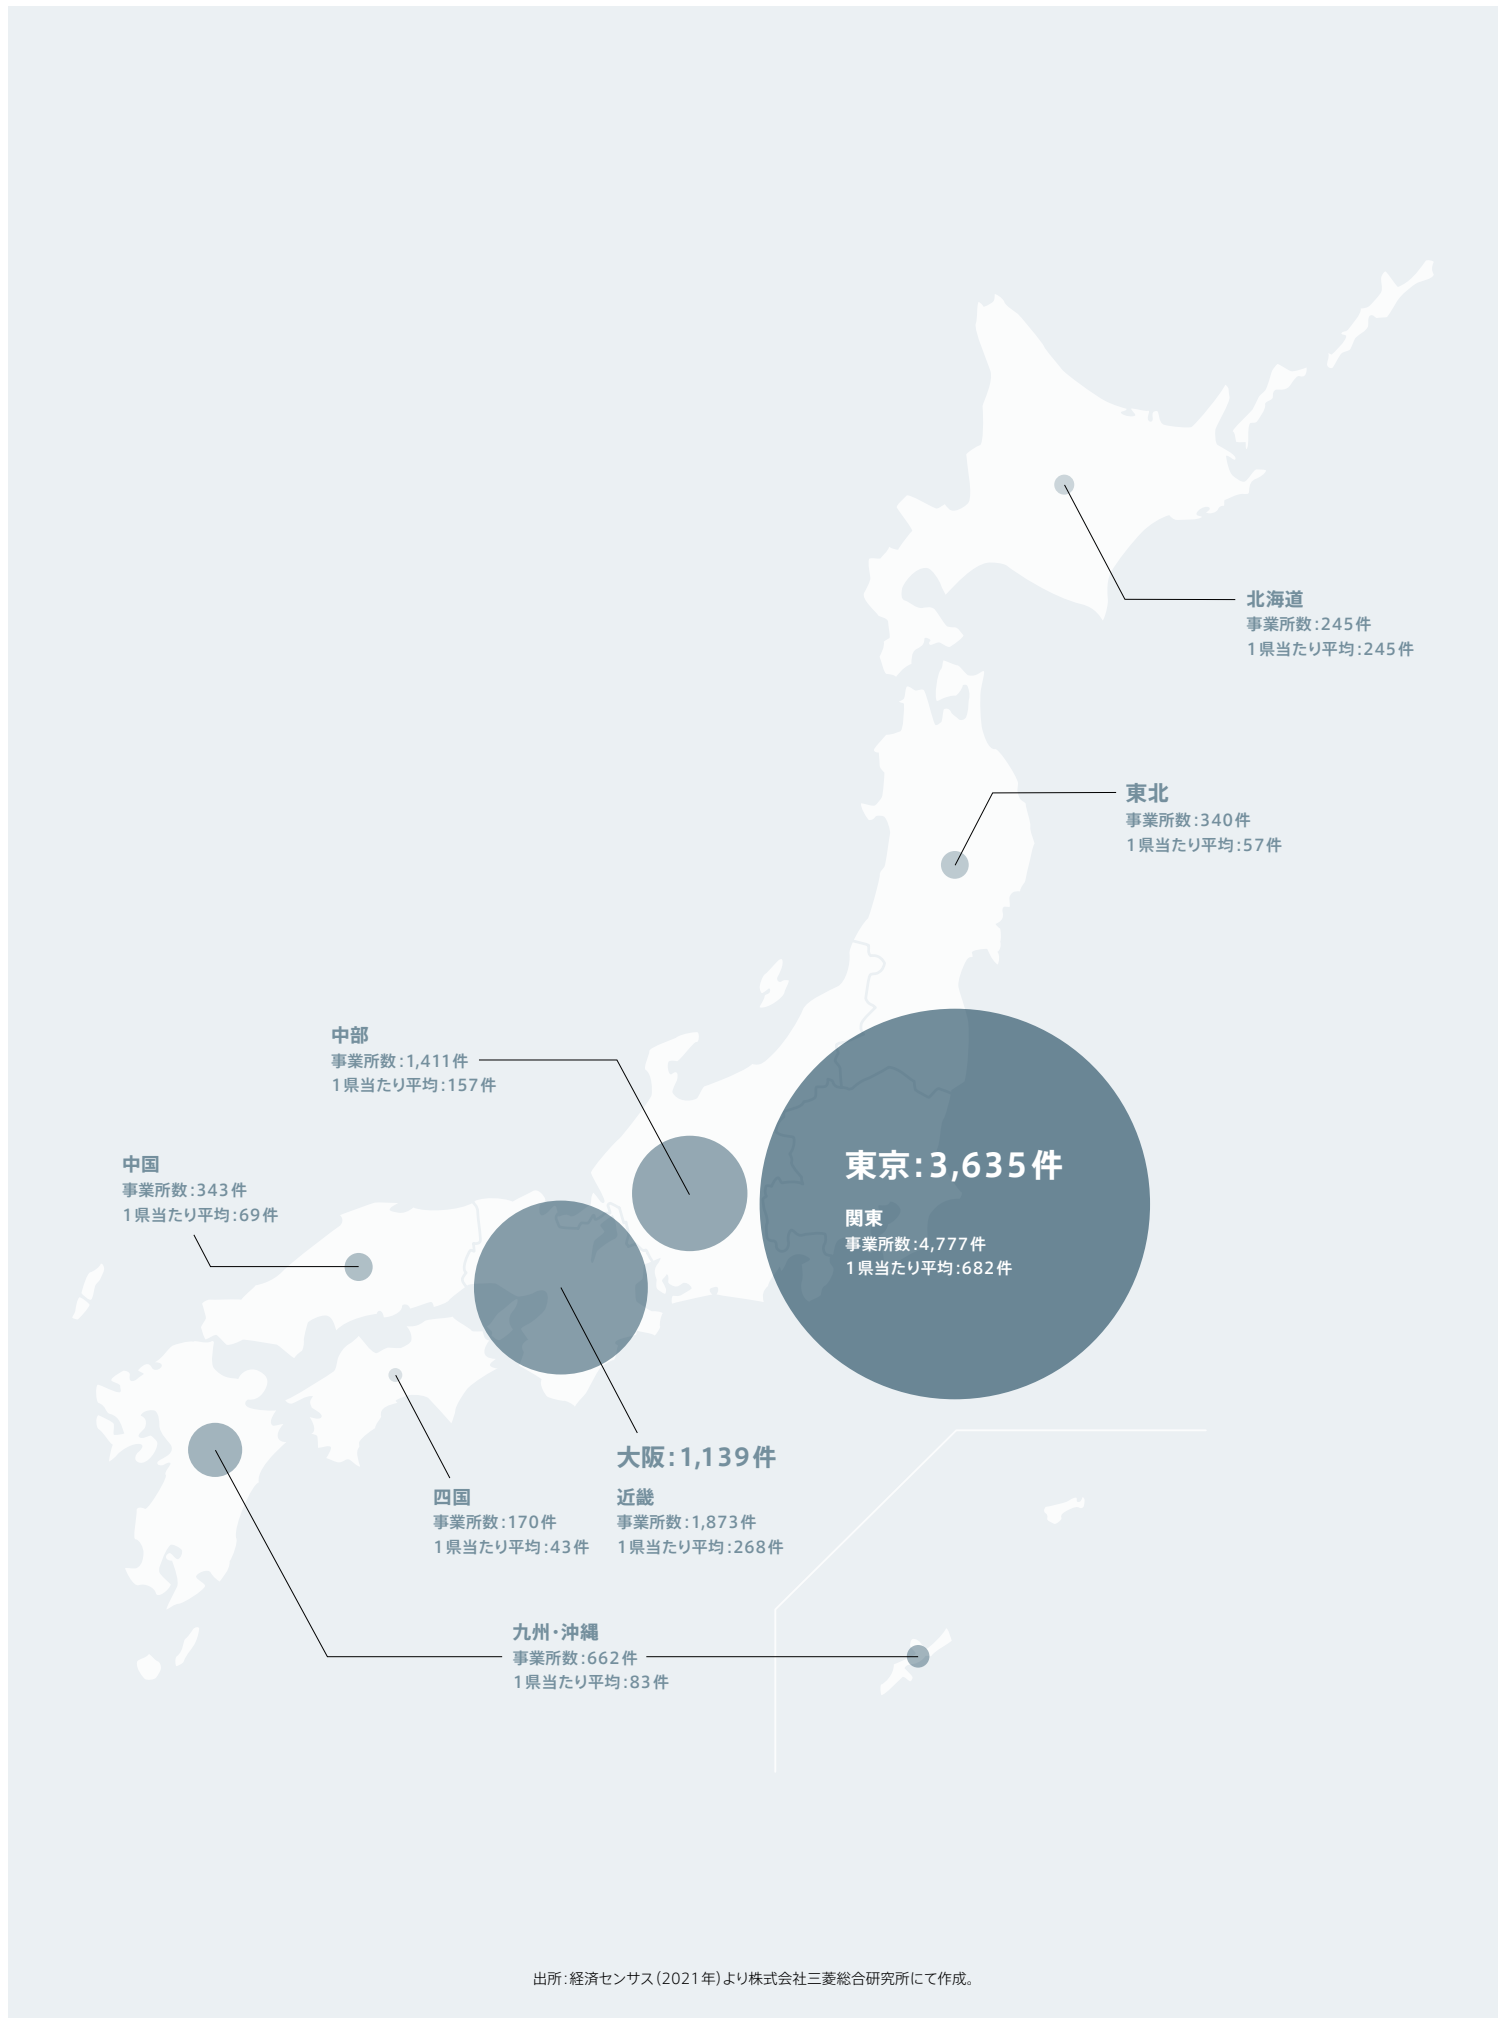 北海道
事業所数:245件
1県当たり平均:245件
東北
事業所数:340件
1県当たり平均:57件
中部
事業所数:1,411件
1県当たり平均:157件
中国
事業所数:343件
1県当たり平均:69件
東京:3,635件
関東
事業所数:4,777件
1県当たり平均:682件
大阪:1,139件
近畿
事業所数:1,873件
1県当たり平均:268件
四国
事業所数:170件
1県当たり平均:43件
九州・沖縄
事業所数:662件
1県当たり平均:83件
出所:経済センサス(2021年)より株式会社三菱総合研究所にて作成。